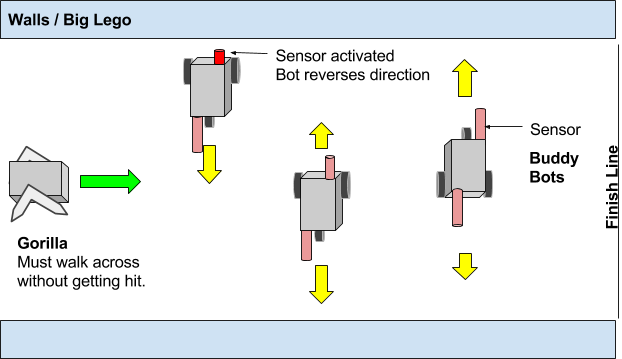 Walls / Big Lego
Sensor activated
Bot reverses direction
Sensor
Buddy
Bots
Finish Line
Gorilla
Must walk across
without getting hit.